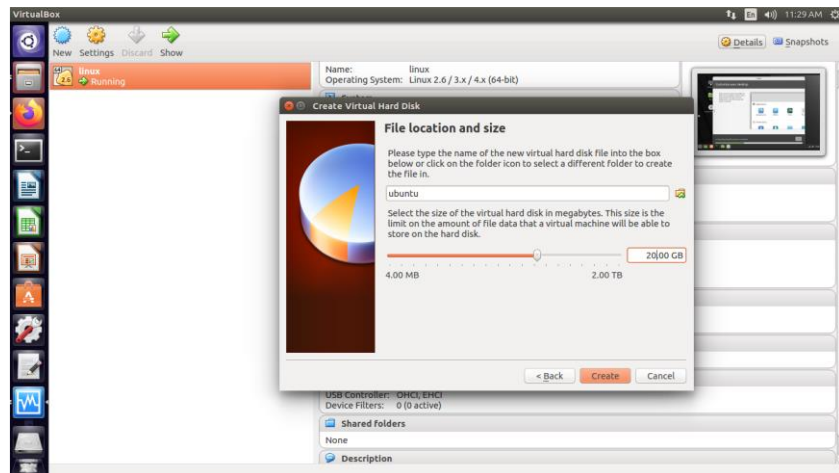 VirtualBox
En
11:29 AM
New Settings Discard Show
Details
Snapshots
linux
Running
Name: linux
Operating System: Linux 2.6 / 3.x / 4.x (64-bit)
Create Virtual Hard Disk
File location and size
Please type the name of the new virtual hard disk file into the box
below or click on the folder icon to select a different folder to create
the file in.
ubuntu
Select the size of the virtual hard disk in megabytes. This size is the
limit on the amount of file data that a virtual machine will be able to
store on the hard disk.
20.00 GB
4.00 MB 2.00 TB
< Back Create Cancel
USB Controller: OHCI, EHCI
Device Filters: 0 (0 active)
Shared folders
None
Description